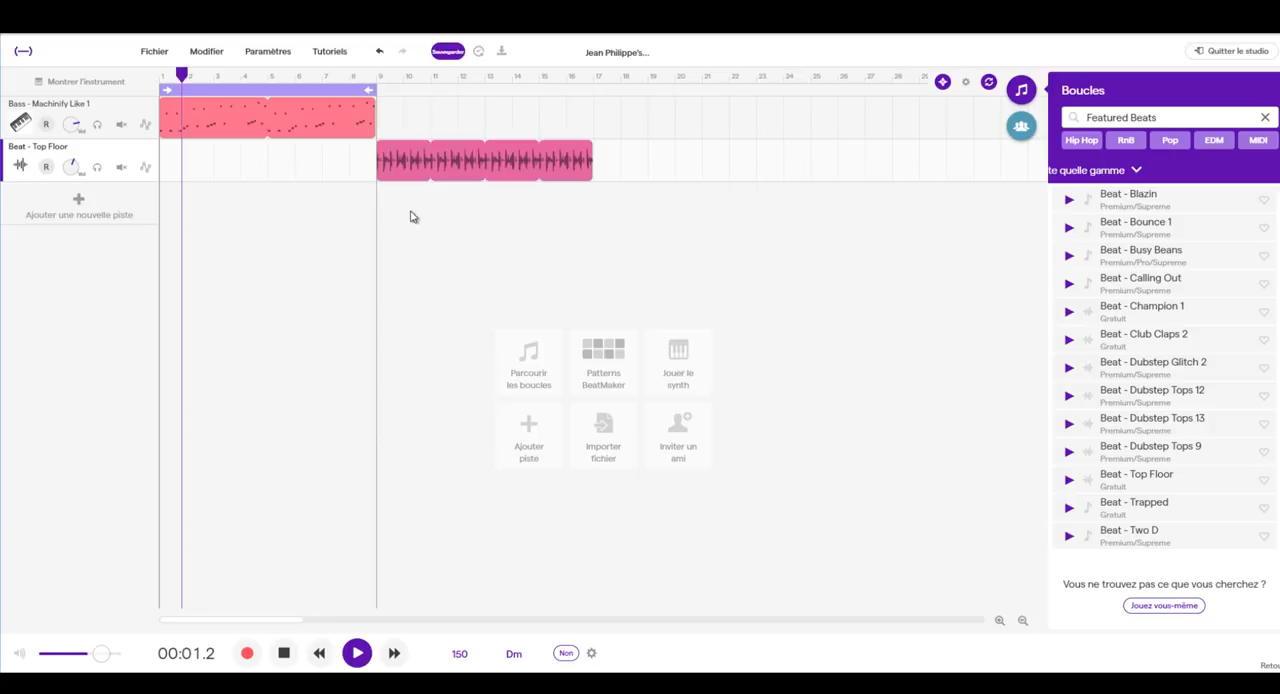 Fichier Modifier Paramètres Tutoriels Sauvegarder Jean Philippe's... Quitter le studio
Montrer l'instrument
1 2 3 4 5 6 7 8 9 10 11 12 13 14 15 16 17 18 19 20 21 22 23 24 25 26 27 28 29
Bass - Machinify Like 1
R
Beat - Top Floor
R
Ajouter une nouvelle piste
Parcourir
les boucles
Patterns
BeatMaker
Jouer le
synth
Ajouter
piste
Importer
fichier
Inviter un
ami
Boucles
Featured Beats
Hip Hop RnB Pop EDM MIDI
te quelle gamme
Beat - Blazin
Premium/Supreme
Beat - Bounce 1
Premium/Supreme
Beat - Busy Beans
Premium/Pro/Supreme
Beat - Calling Out
Premium/Supreme
Beat - Champion 1
Gratuit
Beat - Club Claps 2
Gratuit
Beat - Dubstep Glitch 2
Premium/Supreme
Beat - Dubstep Tops 12
Premium/Supreme
Beat - Dubstep Tops 13
Premium/Supreme
Beat - Dubstep Tops 9
Premium/Supreme
Beat - Top Floor
Gratuit
Beat - Trapped
Gratuit
Beat - Two D
Premium/Supreme
Vous ne trouvez pas ce que vous cherchez ?
Jouez vous-même
00:01.2 150 Dm Non
Retou